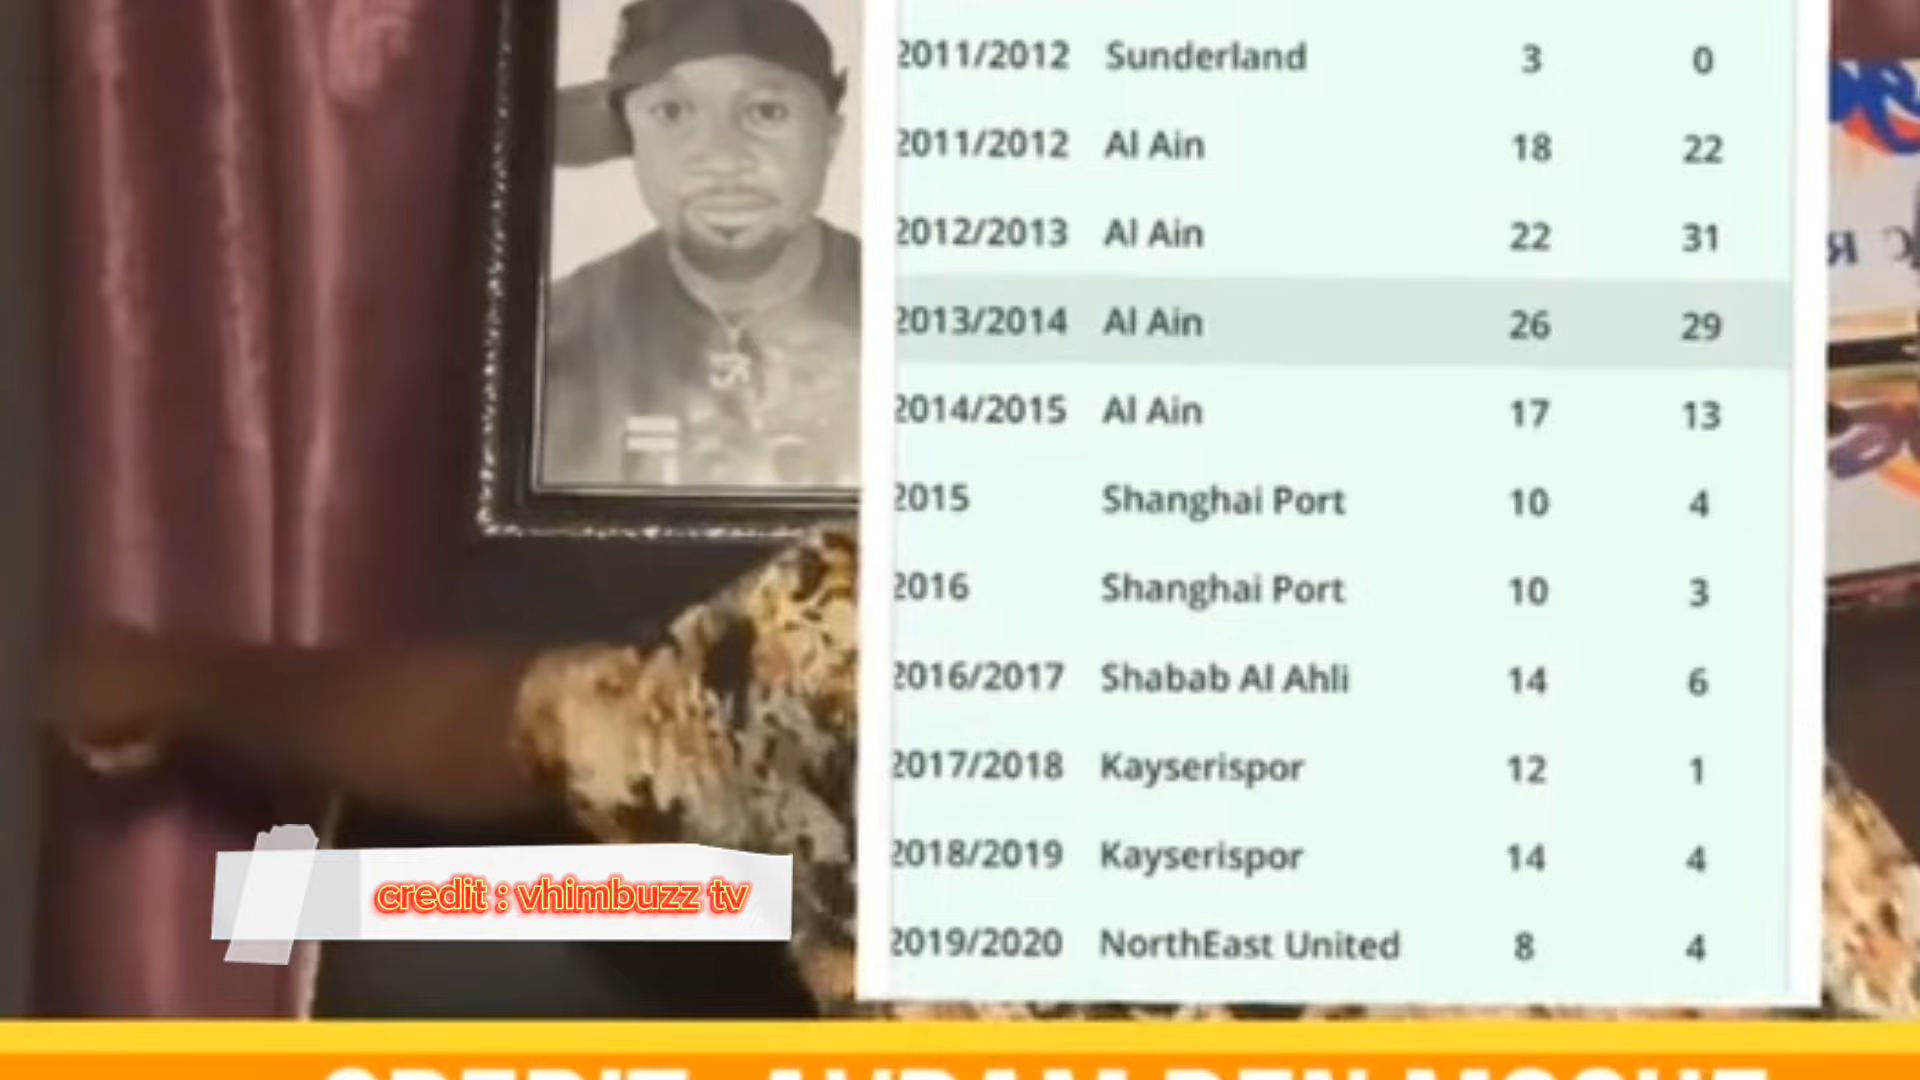 2011/2012 Sunderland 3 0
2011/2012 Al Ain 18 22
2012/2013 Al Ain 22 31
2013/2014 Al Ain 26 29
2014/2015 Al Ain 17 13
2015 Shanghai Port 10 4
2016 Shanghai Port 10 3
2016/2017 Shabab Al Ahli 14 6
2017/2018 Kayserispor 12 1
2018/2019 Kayserispor 14 4
2019/2020 NorthEast United 8 4
credit : vhimbuzz tv